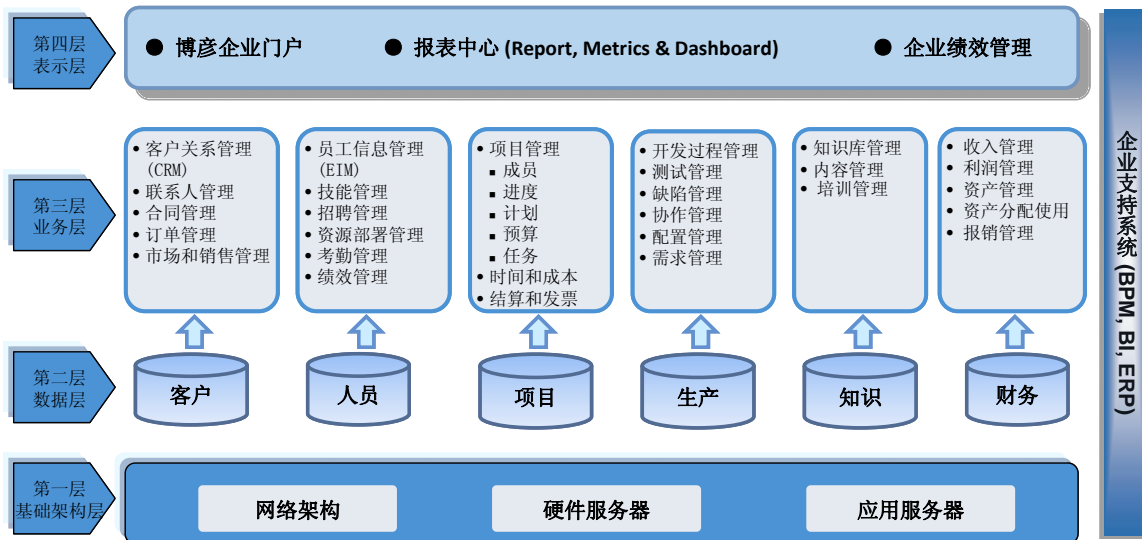 第四层
表示层
● 博彦企业门户
● 报表中心 (Report, Metrics & Dashboard)
● 企业绩效管理
第三层
业务层
• 客户关系管理
(CRM)
• 联系人管理
• 合同管理
• 订单管理
• 市场和销售管理
• 员工信息管理
(EIM)
• 技能管理
• 招聘管理
• 资源部署管理
• 考勤管理
• 绩效管理
• 项目管理
▪ 成员
▪ 进度
▪ 计划
▪ 预算
▪ 任务
• 时间和成本
• 结算和发票
• 开发过程管理
• 测试管理
• 缺陷管理
• 协作管理
• 配置管理
• 需求管理
• 知识库管理
• 内容管理
• 培训管理
• 收入管理
• 利润管理
• 资产管理
• 资产分配使用
• 报销管理
第二层
数据层
客户
人员
项目
生产
知识
财务
第一层
基础架构层
网络架构
硬件服务器
应用服务器
企业支持系统 (BPM, BI, ERP)